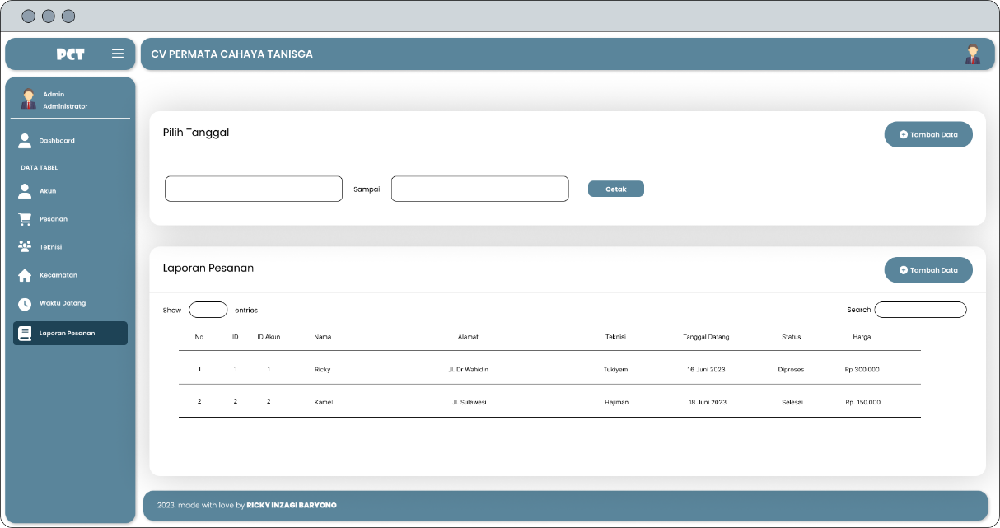 PCT
CV PERMATA CAHAYA TANISGA
Admin
Administrator
Dashboard
DATA TABEL
Akun
Pesanan
Teknisi
Kecamatan
Waktu Datang
Laporan Pesanan
Pilih Tanggal
Tambah Data
Sampai
Cetak
Laporan Pesanan
Tambah Data
Show entries
Search
No ID ID Akun Nama Alamat Teknisi Tanggal Datang Status Harga
1 1 1 Ricky Jl. Dr Wahidin Tukiyem 16 Juni 2023 Diproses Rp 300.000
2 2 2 Kamel Jl. Sulawesi Hajiman 18 Juni 2023 Selesai Rp. 150.000
2023, made with love by RICKY INZAGI BARYONO